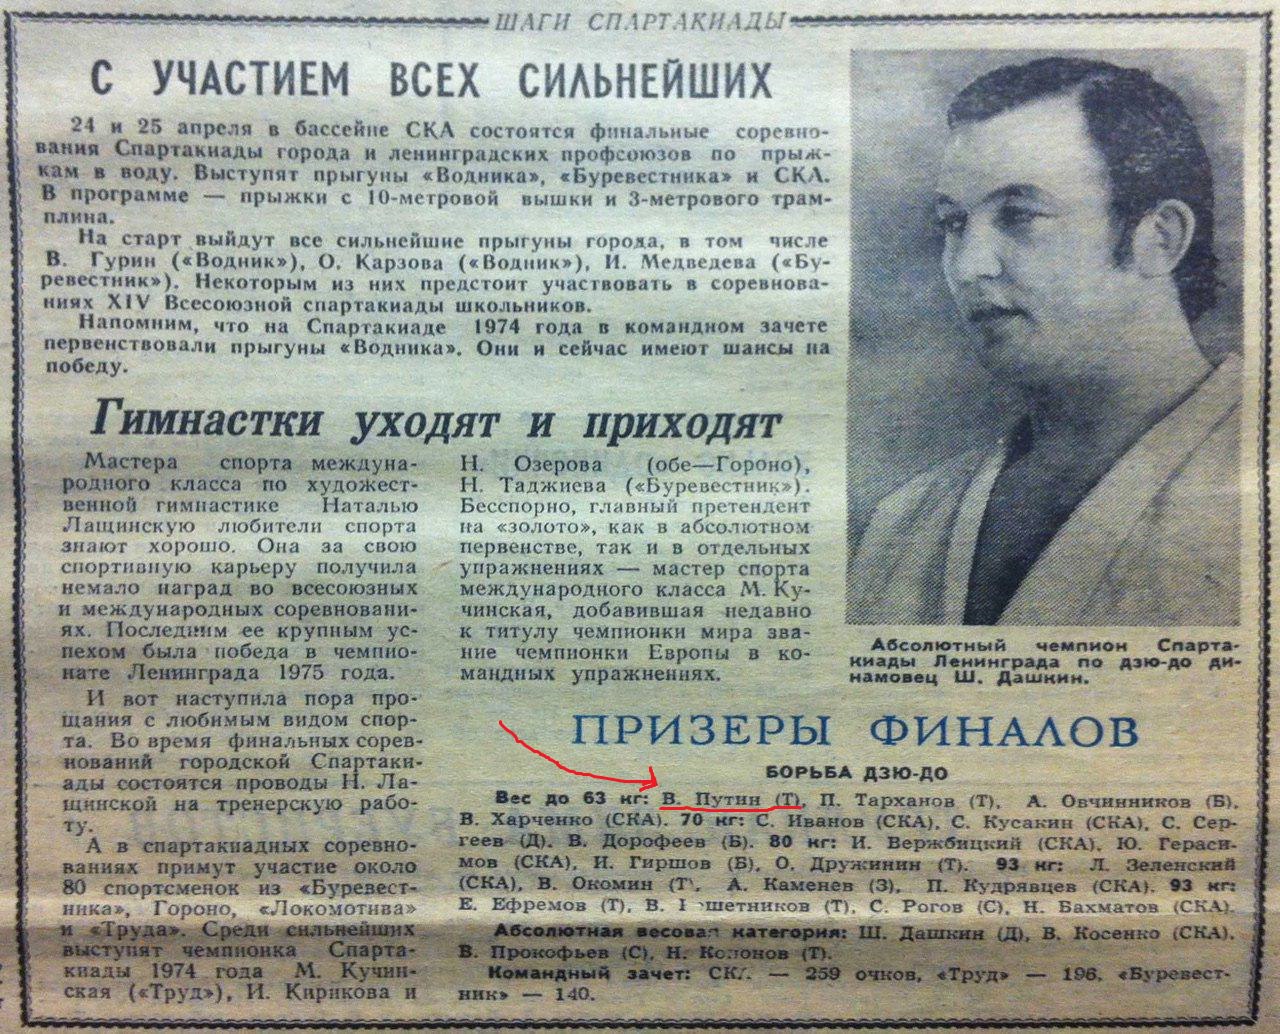 ШАГИ СПАРТАКИАДЫ
С УЧАСТИЕМ ВСЕХ СИЛЬНЕЙШИХ
24 и 25 апреля в бассейне СКА состоятся финальные соревно-
вания Спартакиады города и ленинградских профсоюзов по прыж-
кам в воду. Выступят прыгуны «Водника», «Буревестника» и СКА.
В программе — прыжки с 10-метровой вышки и 3-метрового трам-
плина.
На старт выйдут все сильнейшие прыгуны города, в том числе
В. Гурин («Водник»), О. Карзова («Водник»), И. Медведева («Бу-
ревестник»). Некоторым из них предстоит участвовать в соревнова-
ниях XIV Всесоюзной спартакиады школьников.
Напомним, что на Спартакиаде 1974 года в командном зачете
первенствовали прыгуны «Водника». Они и сейчас имеют шансы на
победу.
Гимнастки уходят и приходят
Мастера спорта междуна-
родного класса по художест-
венной гимнастике Наталью
Лащинскую любители спорта
знают хорошо. Она за свою
спортивную карьеру получила
немало наград во всесоюзных
и международных соревновани-
ях. Последним ее крупным ус-
пехом была победа в чемпио-
нате Ленинграда 1975 года.
И вот наступила пора про-
щания с любимым видом спор-
та. Во время финальных сорев-
нований городской Спартаки-
ады состоятся проводы Н. Ла-
щинской на тренерскую рабо-
ту.
А в спартакиадных соревно-
ваниях примут участие около
80 спортсменок из «Буревест-
ника», Гороно, «Локомотива»
и «Труда». Среди сильнейших
выступят чемпионка Спарта-
киады 1974 года М. Кучин-
ская («Труд»), И. Кирикова и
Н. Озерова (обе—Гороно),
Н. Таджиева («Буревестник»).
Бесспорно, главный претендент
на «золото», как в абсолютном
первенстве, так и в отдельных
упражнениях — мастер спорта
международного класса М. Ку-
чинская, добавившая недавно
к титулу чемпионки мира зва-
ние чемпионки Европы в ко-
мандных упражнениях.
Абсолютный чемпион Спарта-
киады Ленинграда по дзю-до ди-
намовец Ш. Дашкин.
ПРИЗЕРЫ ФИНАЛОВ
БОРЬБА ДЗЮ-ДО
Вес до 63 кг: В. Путин (Т), П. Тарханов (Т), А. Овчинников (Б),
В. Харченко (СКА). 70 кг: С. Иванов (СКА), С. Кусакин (СКА), С. Сер-
геев (Д), В. Дорофеев (Б). 80 кг: И. Вержбицкий (СКА), Ю. Гераси-
мов (СКА), И. Гиршов (Б), О. Дружинин (Т). 93 кг: Л. Зеленский
(СКА), В. Окомин (Т), А. Каменев (З), П. Кудрявцев (СКА). 93 кг:
Е. Ефремов (Т), В. С. Рогов (С), Н. Бахматов (СКА).
Абсолютная весовая категория: Ш. Дашкин (Д), В. Косенко (СКА),
В. Прокофьев (С), Н. Колонов (Т).
Командный зачет: СКА — 259 очков, «Труд» — 196, «Буревест-
ник» — 140.